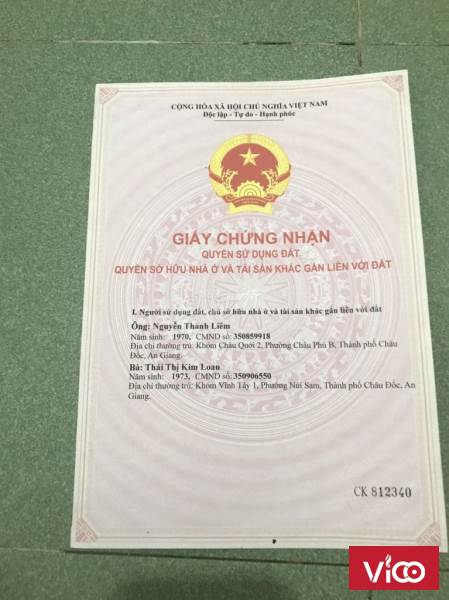 CỘNG HÒA XÃ HỘI CHỦ NGHĨA VIỆT NAM
Độc lập - Tự do - Hạnh phúc
GIẤY CHỨNG NHẬN
QUYỀN SỬ DỤNG ĐẤT
QUYỀN SỞ HỮU NHÀ Ở VÀ TÀI SẢN KHÁC GẮN LIỀN VỚI ĐẤT
I. Người sử dụng đất, chủ sở hữu nhà ở và tài sản khác gắn liền với đất
Ông: Nguyễn Thanh Liêm
Năm sinh: 1970, CMND số: 350859918
Địa chỉ thường trú: Khóm Châu Quới 2, Phường Châu Phú B, Thành phố Châu
Đốc, An Giang.
Bà: Thái Thị Kim Loan
Năm sinh: 1973, CMND số: 350906550
Địa chỉ thường trú: Khóm Vĩnh Tây 1, Phường Núi Sam, Thành phố Châu Đốc, An
Giang.
CK 812340
Vico